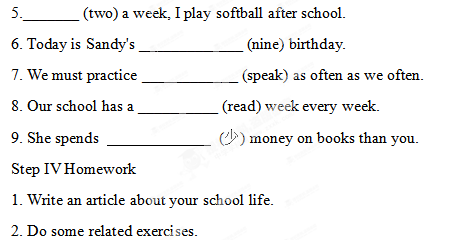 5._______ (two) a week, I play softball after school.
6. Today is Sandy's _____________ (nine) birthday.
7. We must practice ____________ (speak) as often as we often.
8. Our school has a __________ (read) week every week.
9. She spends _____________ (少) money on books than you.
Step IV Homework
1. Write an article about your school life.
2. Do some related exercises.